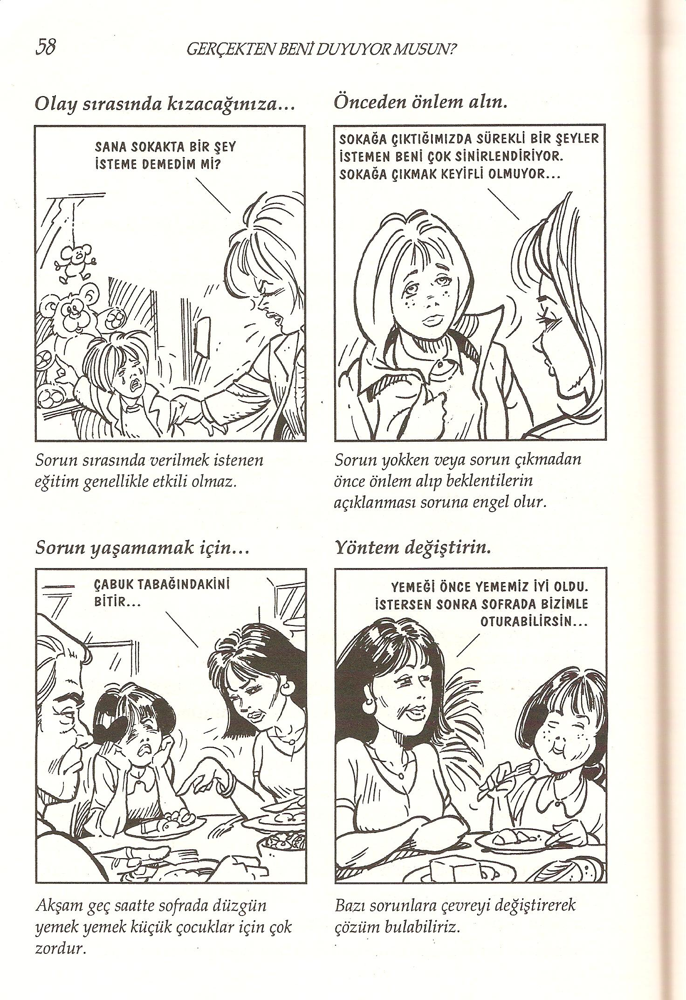 58
GERÇEKTEN BENİ DUYUYOR MUSUN?
Olay sırasında kızacağınıza...
SANA SOKAKTA BİR ŞEY
İSTEME DEMEDİM Mİ?
Sorun sırasında verilmek istenen
eğitim genellikle etkili olmaz.
Önceden önlem alın.
SOKAĞA ÇIKTIĞIMIZDA SÜREKLİ BİR ŞEYLER
İSTEMEN BENİ ÇOK SİNİRLENDİRİYOR.
SOKAĞA ÇIKMAK KEYİFLİ OLMUYOR...
Sorun yokken veya sorun çıkmadan
önce önlem alıp beklentilerin
açıklanması soruna engel olur.
Sorun yaşamamak için...
ÇABUK TABAĞINDAKİNİ
BİTİR...
Akşam geç saatte sofrada düzgün
yemek yemek küçük çocuklar için çok
zordur.
Yöntem değiştirin.
YEMEĞİ ÖNCE YEMEMİZ İYİ OLDU.
İSTERSEN SONRA SOFRADA BİZİMLE
OTURABİLİRSİN...
Bazı sorunlara çevreyi değiştirerek
çözüm bulabiliriz.